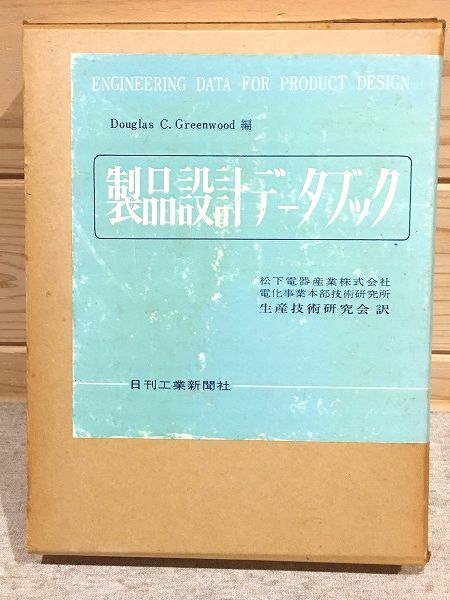 ENGINEERING DATA FOR PRODUCT DESIGN
Douglas C. Greenwood 編
製品設計データブック
松下電器産業株式会社
電化事業本部技術研究所
生産技術研究会 訳
日刊工業新聞社